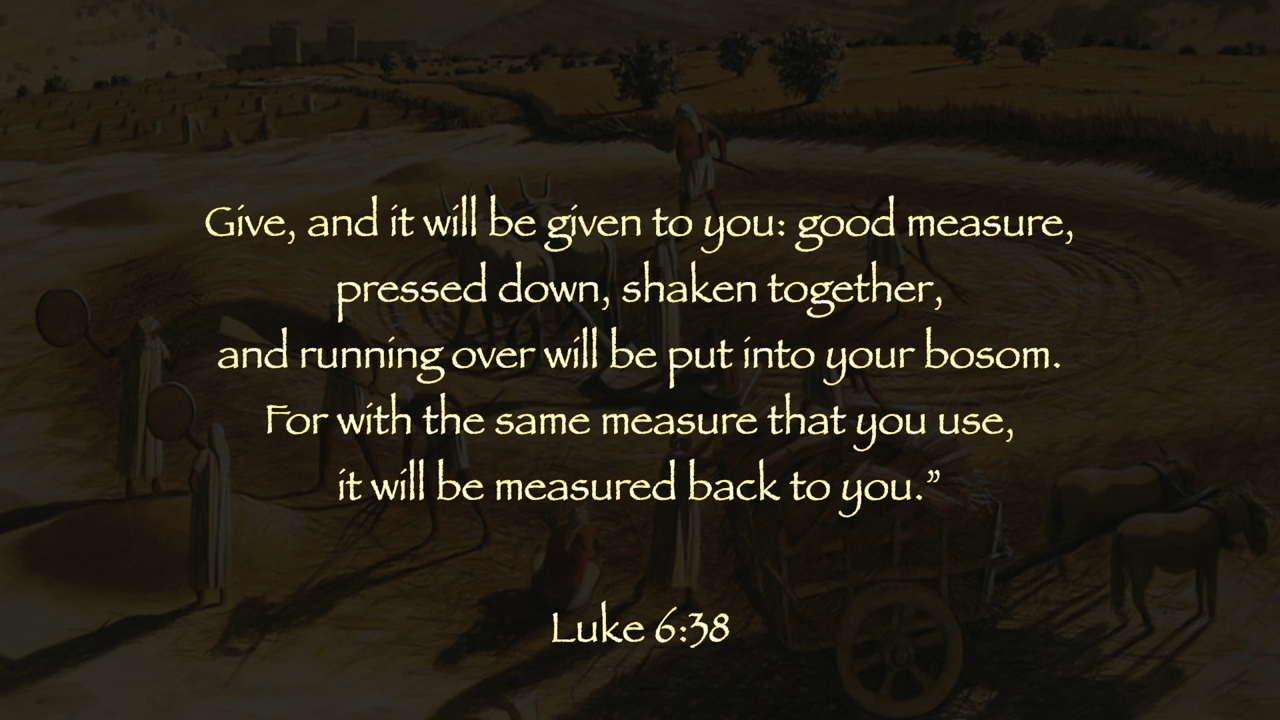 Give, and it will be given to you: good measure,
pressed down, shaken together,
and running over will be put into your bosom.
For with the same measure that you use,
it will be measured back to you.”
Luke 6:38